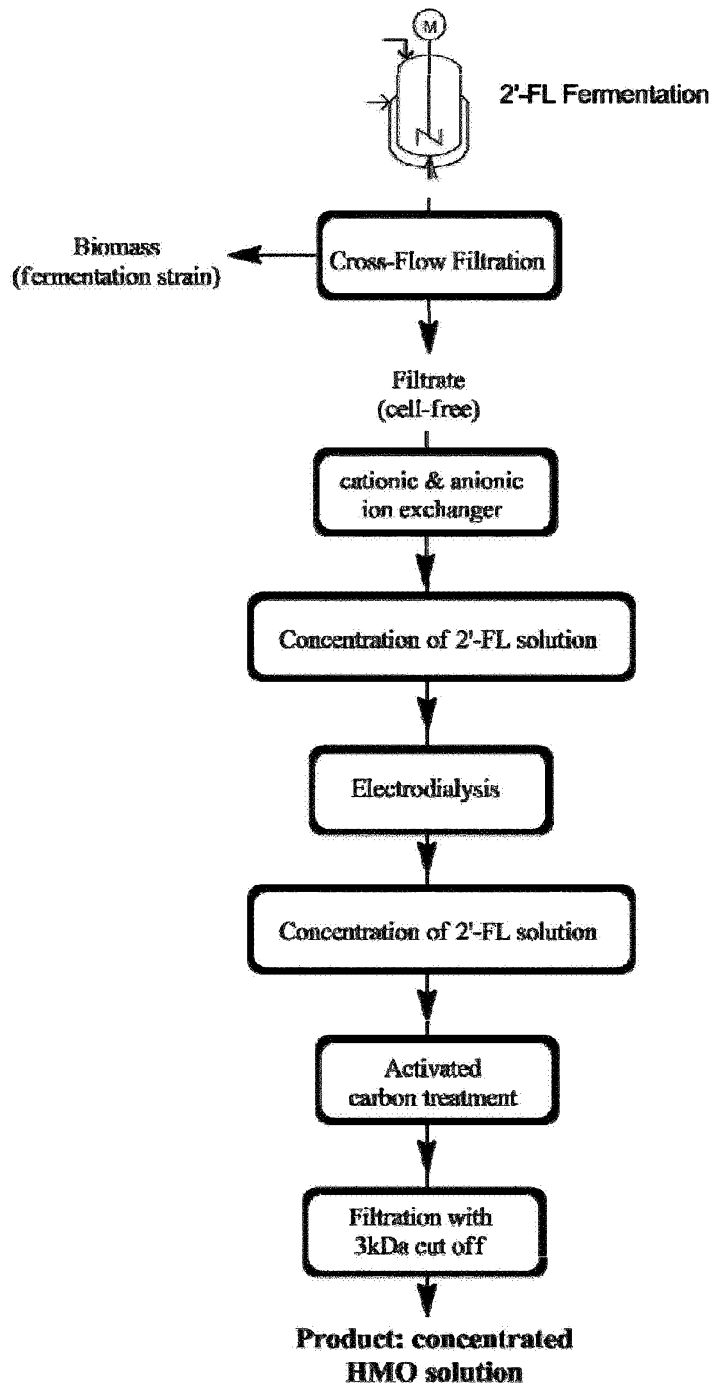 M
2'-FL Fermentation
Biomass
(fermentation strain)
Cross-Flow Filtration
Filtrate
(cell-free)
cationic & anionic
ion exchanger
Concentration of 2'-FL solution
Electrodialysis
Concentration of 2'-FL solution
Activated
carbon treatment
Filtration with
3kDa cut off
Product: concentrated
HMO solution